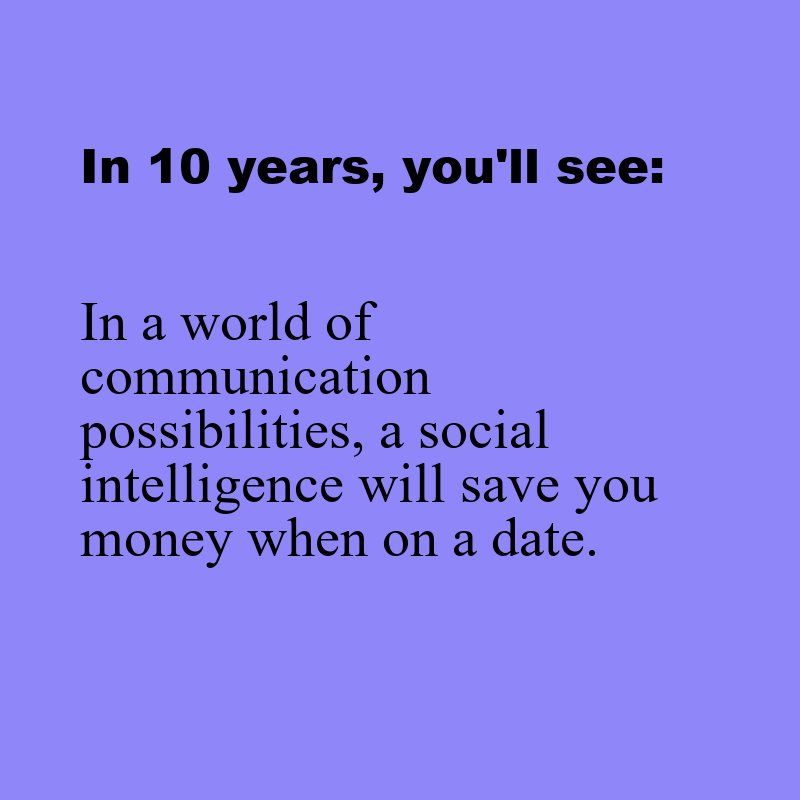 In 10 years, you'll see:
In a world of
communication
possibilities, a social
intelligence will save you
money when on a date.